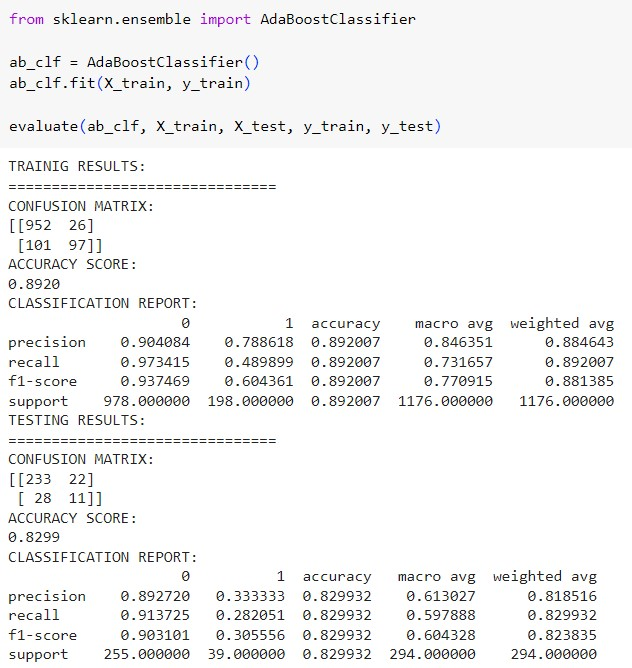 from sklearn.ensemble import AdaBoostClassifier
ab_clf = AdaBoostClassifier()
ab_clf.fit(X_train, y_train)
evaluate(ab_clf, X_train, X_test, y_train, y_test)
TRAINIG RESULTS:
===============================
CONFUSION MATRIX:
[[952  26]
 [101  97]]
ACCURACY SCORE:
0.8920
CLASSIFICATION REPORT:
                    0           1  accuracy    macro avg  weighted avg
precision    0.904084    0.788618  0.892007     0.846351      0.884643
recall       0.973415    0.489899  0.892007     0.731657      0.892007
f1-score     0.937469    0.604361  0.892007     0.770915      0.881385
support    978.000000  198.000000  0.892007  1176.000000   1176.000000
TESTING RESULTS:
===============================
CONFUSION MATRIX:
[[233  22]
 [ 28  11]]
ACCURACY SCORE:
0.8299
CLASSIFICATION REPORT:
                    0          1  accuracy   macro avg  weighted avg
precision    0.892720   0.333333  0.829932    0.613027      0.818516
recall       0.913725   0.282051  0.829932    0.597888      0.829932
f1-score     0.903101   0.305556  0.829932    0.604328      0.823835
support    255.000000  39.000000  0.829932  294.000000    294.000000